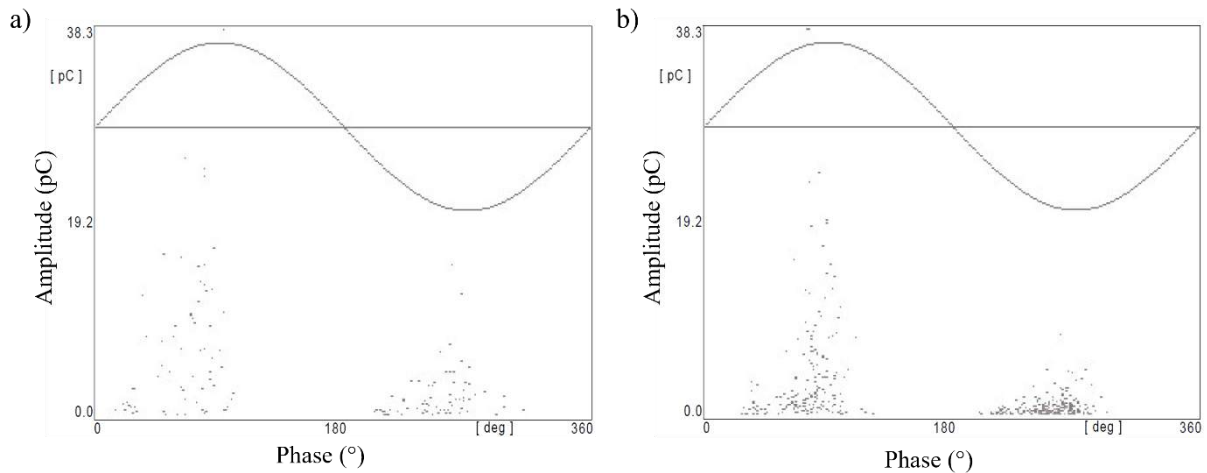 a)
38.3
[ pC ]
19.2
0.0
Amplitude (pC)
0
180
[ deg ]
360
Phase (°)
b)
38.3
[ pC ]
19.2
0.0
Amplitude (pC)
0
180
[ deg ]
360
Phase (°)